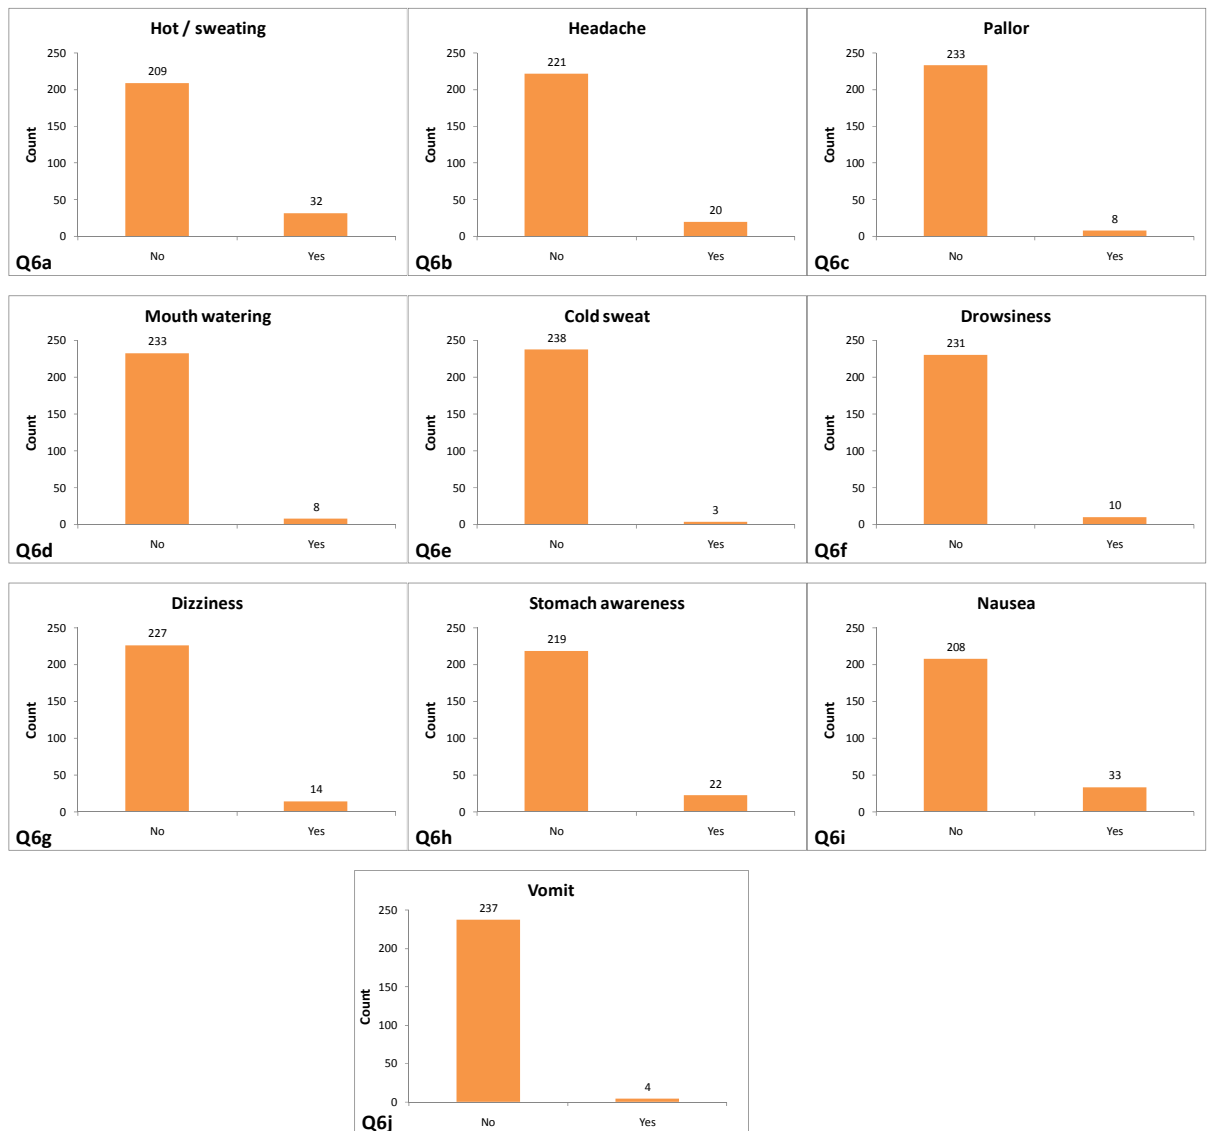 Hot / sweating
250
200
150
100
50
0
Count
209
32
No
Yes
Q6a
Headache
250
200
150
100
50
0
Count
221
20
No
Yes
Q6b
Pallor
250
200
150
100
50
0
Count
233
8
No
Yes
Q6c
Mouth watering
250
200
150
100
50
0
Count
233
8
No
Yes
Q6d
Cold sweat
250
200
150
100
50
0
Count
238
3
No
Yes
Q6e
Drowsiness
250
200
150
100
50
0
Count
231
10
No
Yes
Q6f
Dizziness
250
200
150
100
50
0
Count
227
14
No
Yes
Q6g
Stomach awareness
250
200
150
100
50
0
Count
219
22
No
Yes
Q6h
Nausea
250
200
150
100
50
0
Count
208
33
No
Yes
Q6i
Vomit
250
200
150
100
50
0
Count
237
4
No
Yes
Q6j